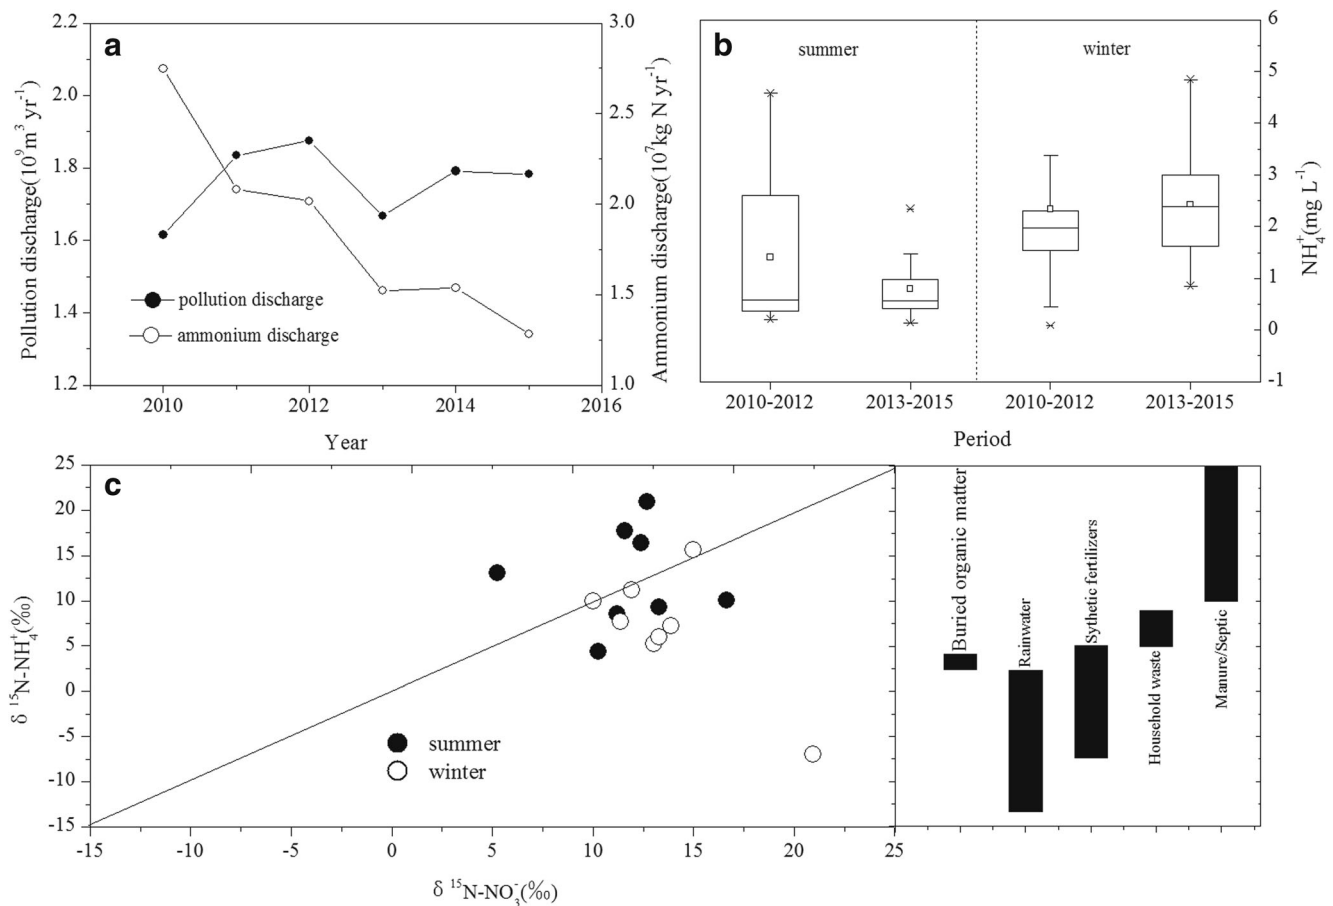 a
2.2
2.0
1.8
1.6
1.4
1.2
Pollution discharge(10⁹m³ yr⁻¹)
3.0
2.5
2.0
1.5
1.0
Ammonium discharge(10⁷kg N yr⁻¹)
pollution discharge
ammonium discharge
2010
2012
2014
2016
Year
b
summer
winter
6
5
4
3
2
1
0
-1
NH₄⁺(mg L⁻¹)
2010-2012
2013-2015
2010-2012
2013-2015
Period
c
25
20
15
10
5
0
-5
-10
-15
δ ¹⁵N-NH₄⁺(‰)
summer
winter
-15
-10
-5
0
5
10
15
20
25
δ ¹⁵N-NO₃⁻(‰)
Buried organic matter
Rainwater
Sythetic fertilizers
Household waste
Manure/Septic